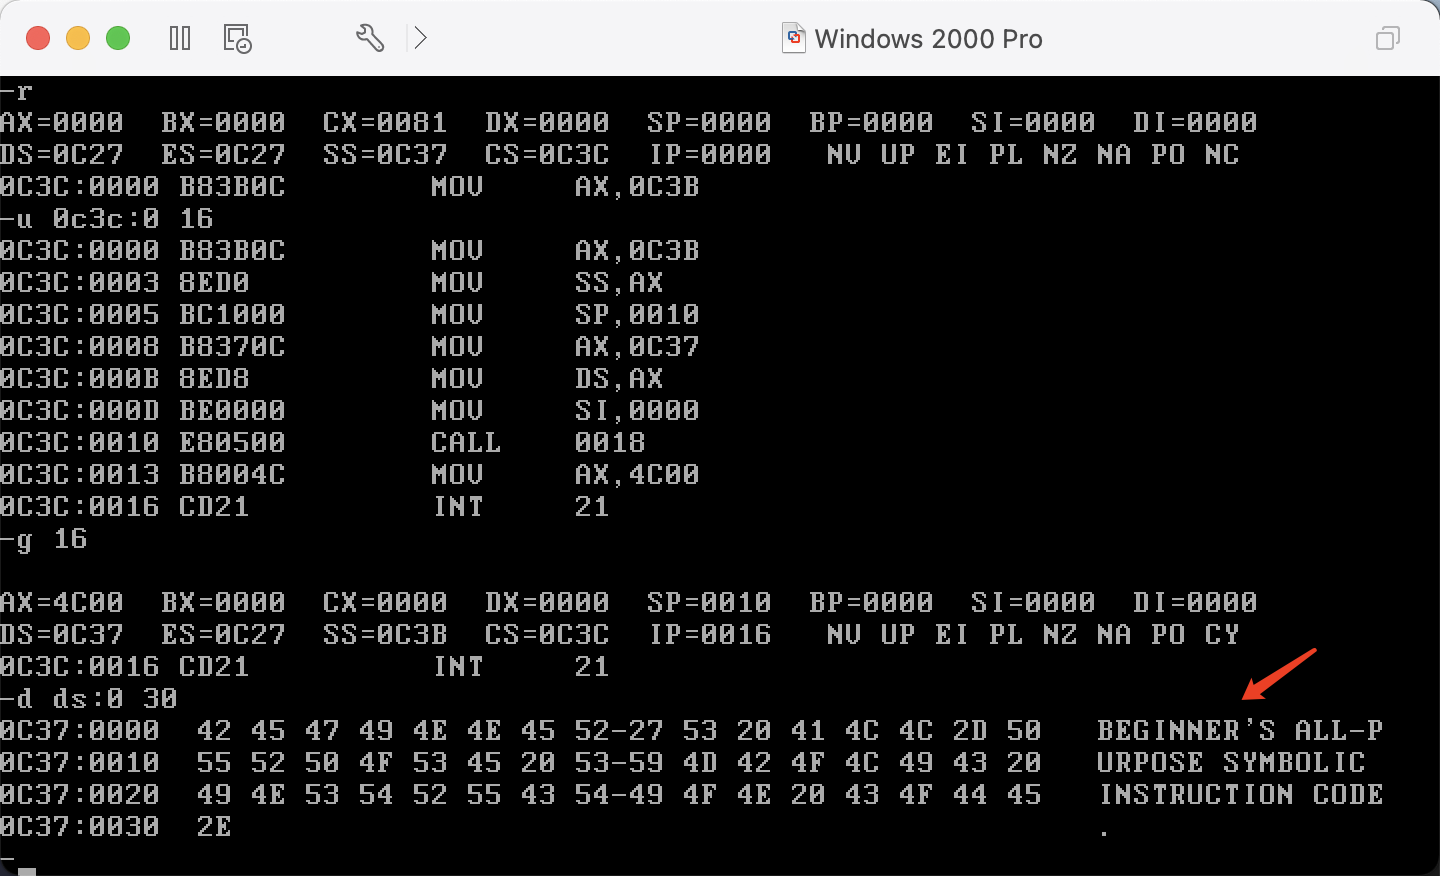 Windows 2000 Pro
-r
AX=0000  BX=0000  CX=0081  DX=0000  SP=0000  BP=0000  SI=0000  DI=0000
DS=0C27  ES=0C27  SS=0C37  CS=0C3C  IP=0000   NV UP EI PL NZ NA PO NC
0C3C:0000 B83B0C        MOV     AX,0C3B
-u 0c3c:0 16
0C3C:0000 B83B0C        MOV     AX,0C3B
0C3C:0003 8ED0          MOV     SS,AX
0C3C:0005 BC1000        MOV     SP,0010
0C3C:0008 B8370C        MOV     AX,0C37
0C3C:000B 8ED8          MOV     DS,AX
0C3C:000D BE0000        MOV     SI,0000
0C3C:0010 E80500        CALL    0018
0C3C:0013 B8004C        MOV     AX,4C00
0C3C:0016 CD21          INT     21
-g 16
AX=4C00  BX=0000  CX=0000  DX=0000  SP=0010  BP=0000  SI=0000  DI=0000
DS=0C37  ES=0C27  SS=0C3B  CS=0C3C  IP=0016   NV UP EI PL NZ NA PO CY
0C3C:0016 CD21          INT     21
-d ds:0 30
0C37:0000  42 45 47 49 4E 4E 45 52-27 53 20 41 4C 4C 2D 50   BEGINNER'S ALL-P
0C37:0010  55 52 50 4F 53 45 20 53-59 4D 42 4F 4C 49 43 20   URPOSE SYMBOLIC
0C37:0020  49 4E 53 54 52 55 43 54-49 4F 4E 20 43 4F 44 45   INSTRUCTION CODE
0C37:0030  2E                                                .
-